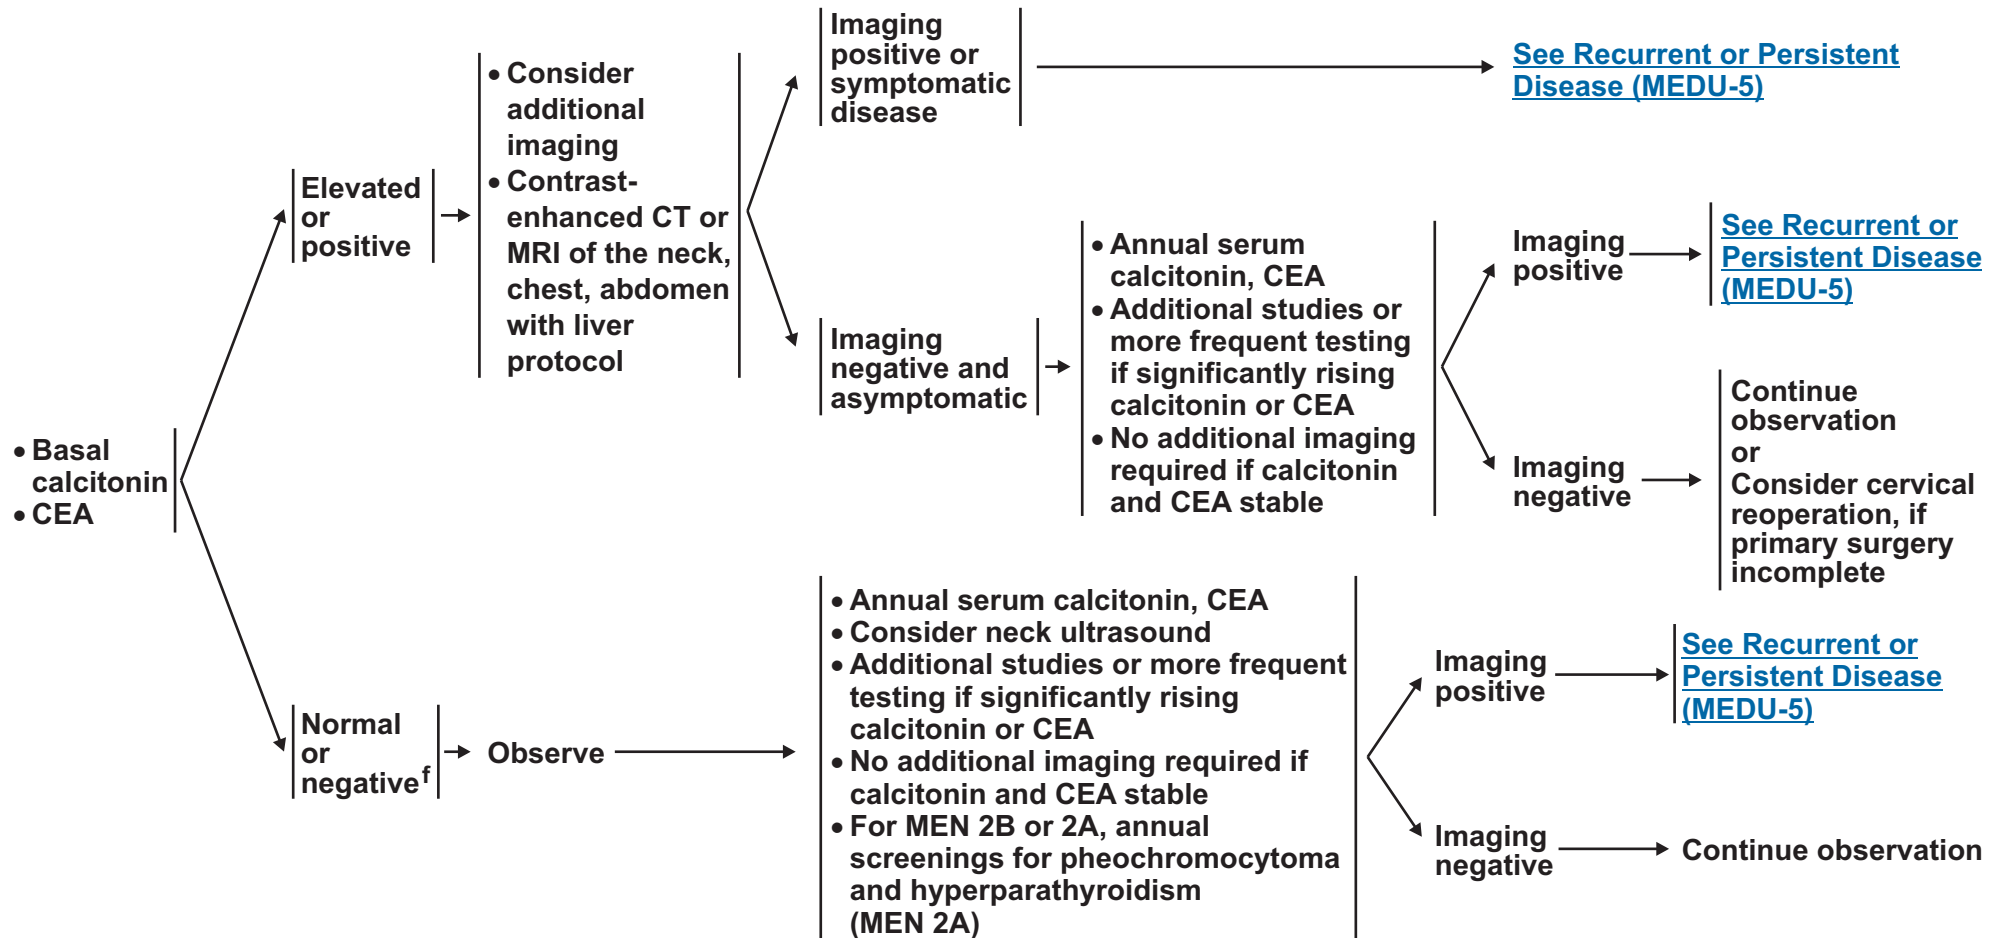 • Basal
calcitonin
• CEA
Elevated
or
positive
• Consider
additional
imaging
• Contrast-
enhanced CT or
MRI of the neck,
chest, abdomen
with liver
protocol
Imaging
positive or
symptomatic
disease
See Recurrent or Persistent
Disease (MEDU-5)
Imaging
negative and
asymptomatic
• Annual serum
calcitonin, CEA
• Additional studies or
more frequent testing
if significantly rising
calcitonin or CEA
• No additional imaging
required if calcitonin
and CEA stable
Imaging
positive
See Recurrent or
Persistent Disease
(MEDU-5)
Imaging
negative
Continue
observation
or
Consider cervical
reoperation, if
primary surgery
incomplete
Normal
or
negativeᶠ
Observe
• Annual serum calcitonin, CEA
• Consider neck ultrasound
• Additional studies or more frequent
testing if significantly rising
calcitonin or CEA
• No additional imaging required if
calcitonin and CEA stable
• For MEN 2B or 2A, annual
screenings for pheochromocytoma
and hyperparathyroidism
(MEN 2A)
Imaging
positive
See Recurrent or
Persistent Disease
(MEDU-5)
Imaging
negative
Continue observation